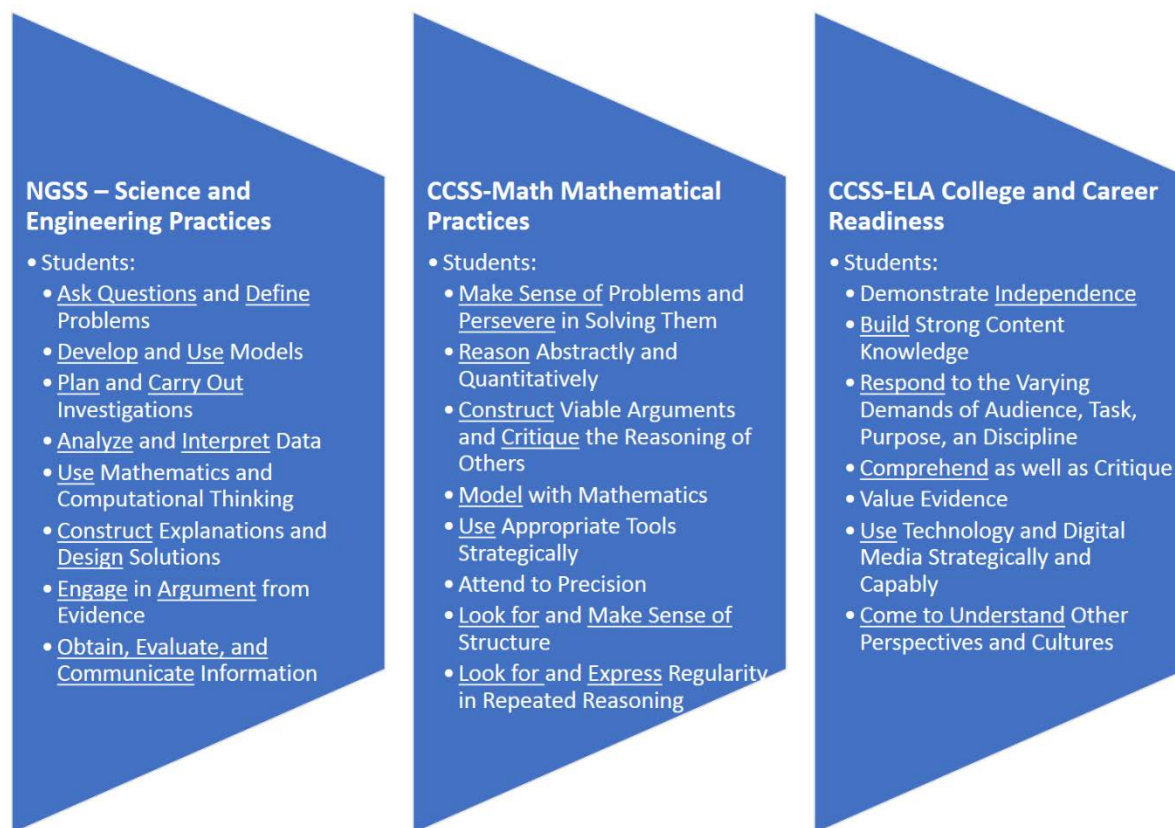 NGSS – Science and
Engineering Practices
• Students:
• Ask Questions and Define
Problems
• Develop and Use Models
• Plan and Carry Out
Investigations
• Analyze and Interpret Data
• Use Mathematics and
Computational Thinking
• Construct Explanations and
Design Solutions
• Engage in Argument from
Evidence
• Obtain, Evaluate, and
Communicate Information
CCSS-Math Mathematical
Practices
• Students:
• Make Sense of Problems and
Persevere in Solving Them
• Reason Abstractly and
Quantitatively
• Construct Viable Arguments
and Critique the Reasoning of
Others
• Model with Mathematics
• Use Appropriate Tools
Strategically
• Attend to Precision
• Look for and Make Sense of
Structure
• Look for and Express Regularity
in Repeated Reasoning
CCSS-ELA College and Career
Readiness
• Students:
• Demonstrate Independence
• Build Strong Content
Knowledge
• Respond to the Varying
Demands of Audience, Task,
Purpose, an Discipline
• Comprehend as well as Critique
• Value Evidence
• Use Technology and Digital
Media Strategically and
Capably
• Come to Understand Other
Perspectives and Cultures